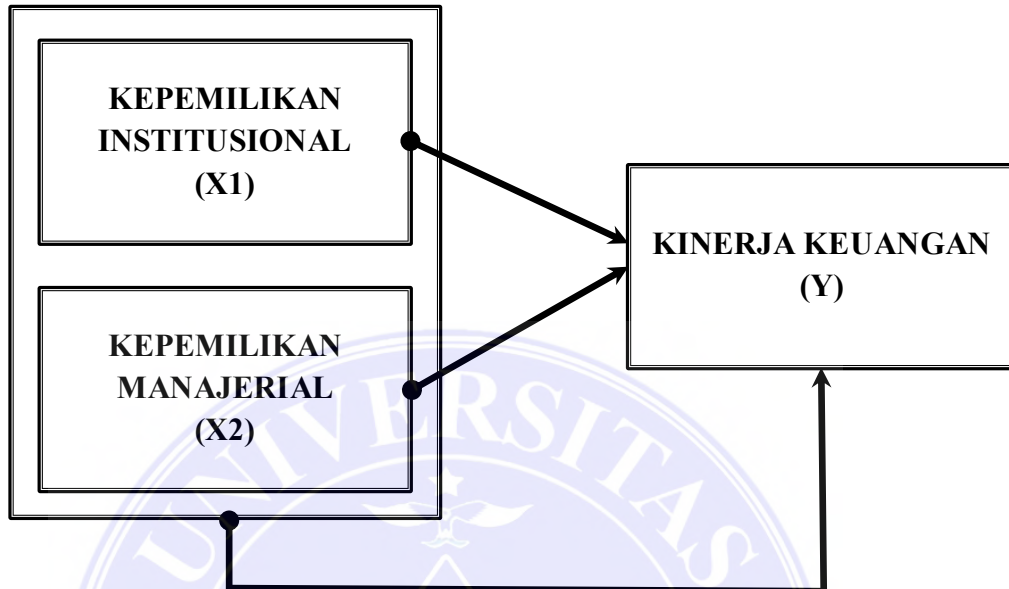 KEPEMILIKAN
INSTITUSIONAL
(X1)
KINERJA KEUANGAN
(Y)
KEPEMILIKAN
MANAJERIAL
(X2)
UNIVERSITAS